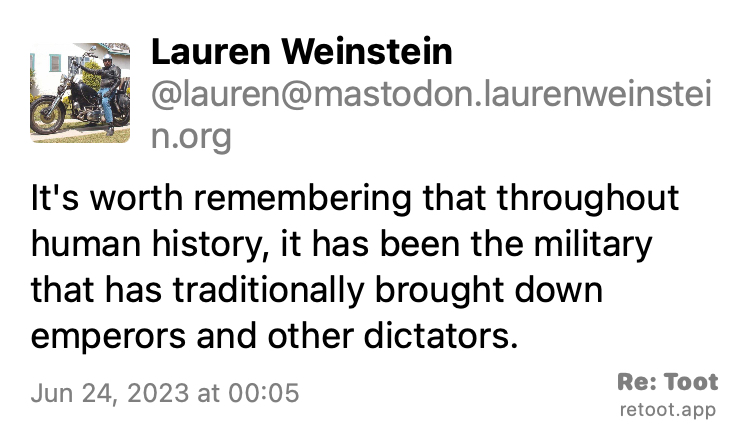 Lauren Weinstein
@lauren@mastodon.laurenweinstei
n.org
It's worth remembering that throughout
human history, it has been the military
that has traditionally brought down
emperors and other dictators.
Jun 24, 2023 at 00:05
Re: Toot
retoot.app